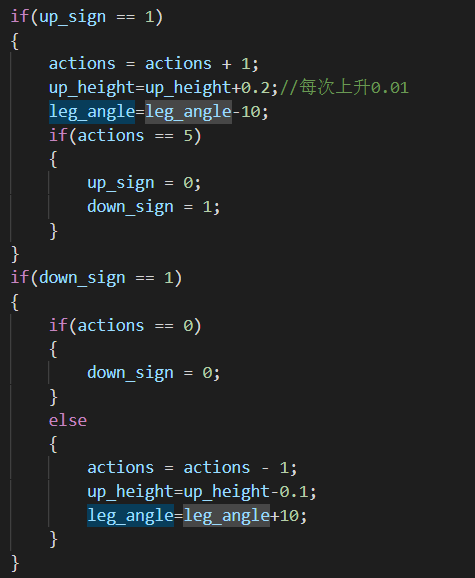 if(up_sign == 1)
{
actions = actions + 1;
up_height=up_height+0.2;//每次上升0.01
leg_angle=leg_angle-10;
if(actions == 5)
{
up_sign = 0;
down_sign = 1;
}
}
if(down_sign == 1)
{
if(actions == 0)
{
down_sign = 0;
}
else
{
actions = actions - 1;
up_height=up_height-0.1;
leg_angle=leg_angle+10;
}
}